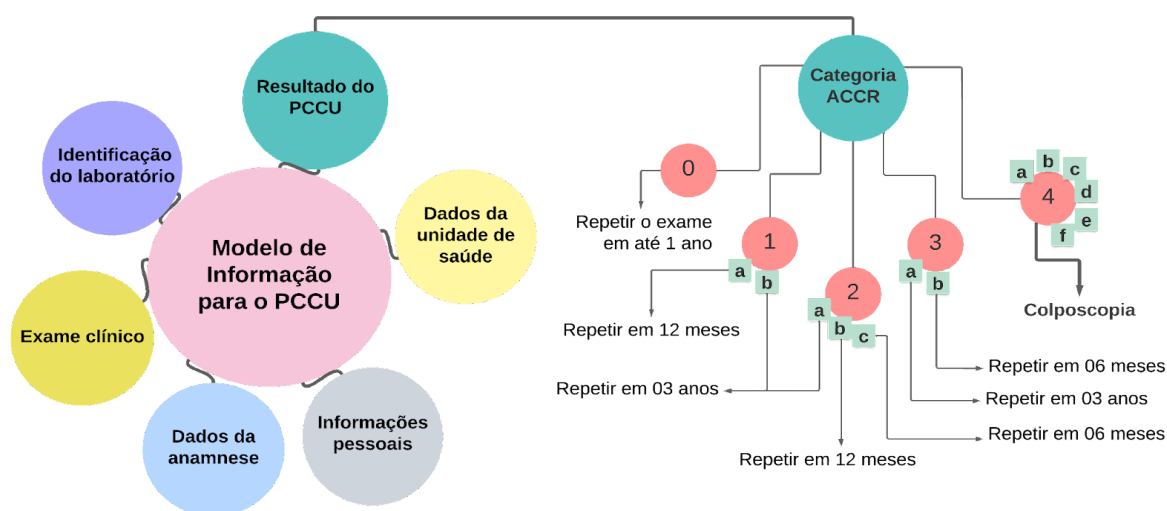 Resultado do
PCCU
Identificação
do laboratório
Dados da
unidade de
saúde
Modelo de
Informação
para o PCCU
Exame clínico
Dados da
anamnese
Informações
pessoais
Categoria
ACCR
0
Repetir o exame
em até 1 ano
1
a
b
Repetir em 12 meses
2
a
b
c
Repetir em 03 anos
Repetir em 12 meses
3
a
b
Repetir em 06 meses
Repetir em 03 anos
Repetir em 06 meses
4
a
b
c
d
e
f
Colposcopia